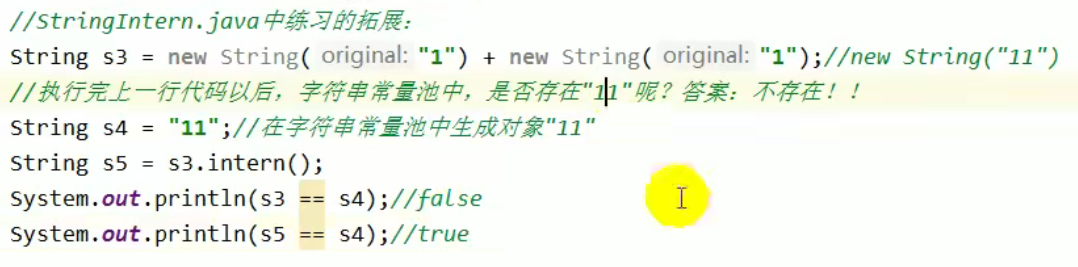 //StringIntern.java中练习的拓展:
String s3 = new String( original: "1") + new String( original: "1");//new String("11")
//执行完上一行代码以后，字符串常量池中，是否存在"11"呢？答案：不存在！！
String s4 = "11";//在字符串常量池中生成对象"11"
String s5 = s3.intern();
System.out.println(s3 == s4);//false
System.out.println(s5 == s4);//true